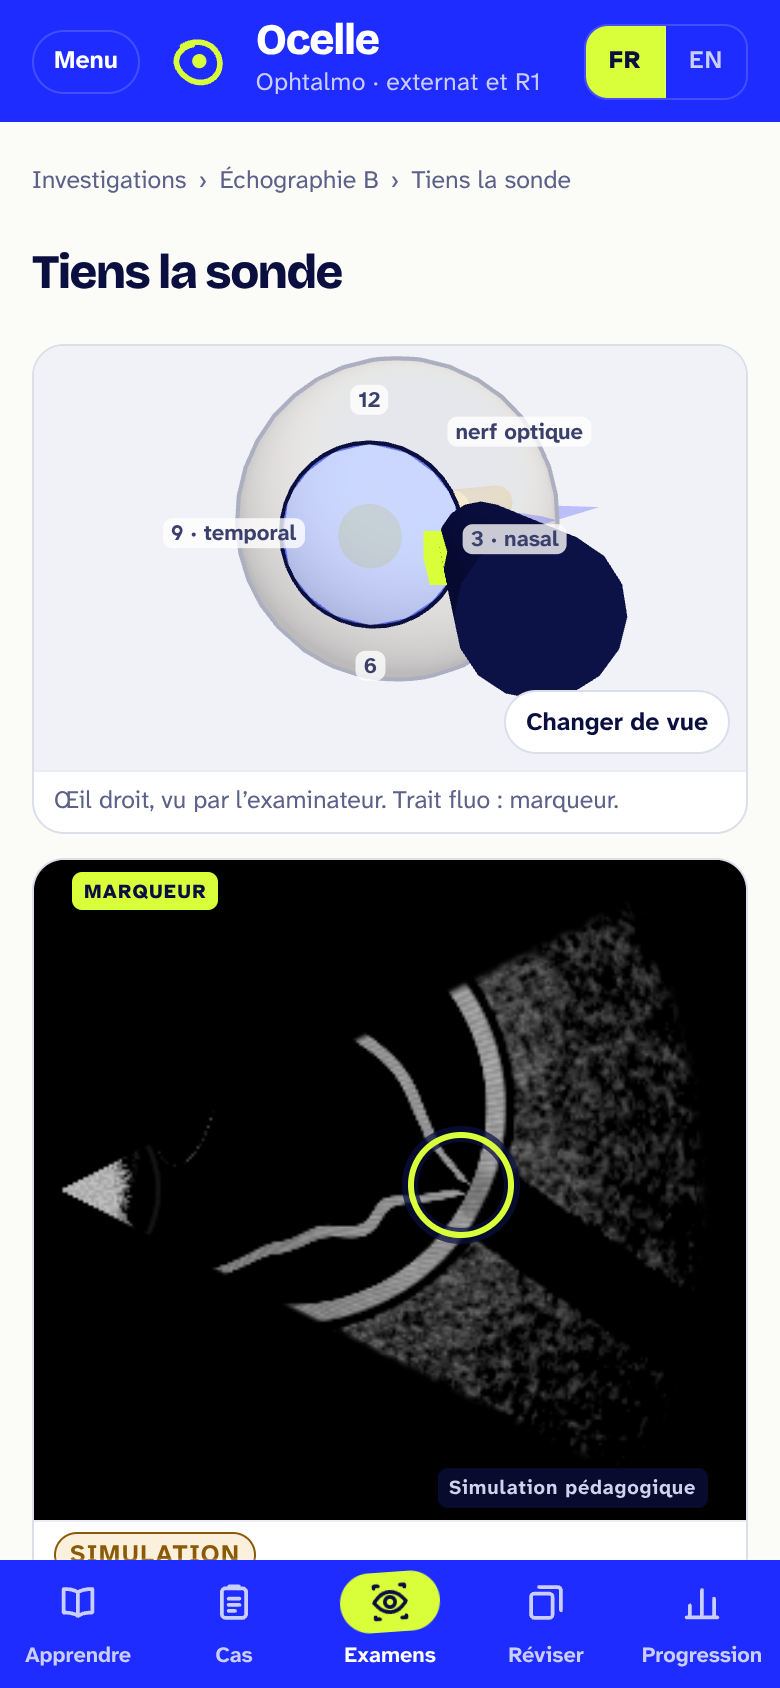 Menu
Ocelle
Ophtalmo · externat et R1
FR
EN
Investigations › Échographie B › Tiens la sonde
Tiens la sonde
12
nerf optique
9 · temporal
3 · nasal
6
Changer de vue
Œil droit, vu par l’examinateur. Trait fluo : marqueur.
MARQUEUR
Simulation pédagogique
SIMULATION
Apprendre
Cas
Examens
Réviser
Progression